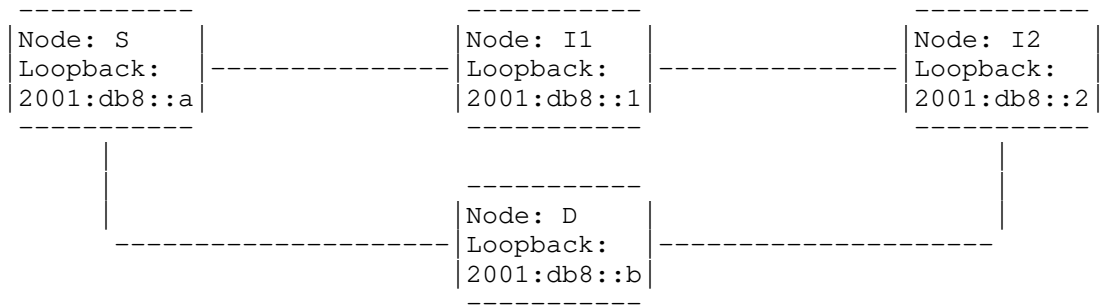 Node: S
Loopback:
2001:db8::a
Node: I1
Loopback:
2001:db8::1
Node: I2
Loopback:
2001:db8::2
Node: D
Loopback:
2001:db8::b